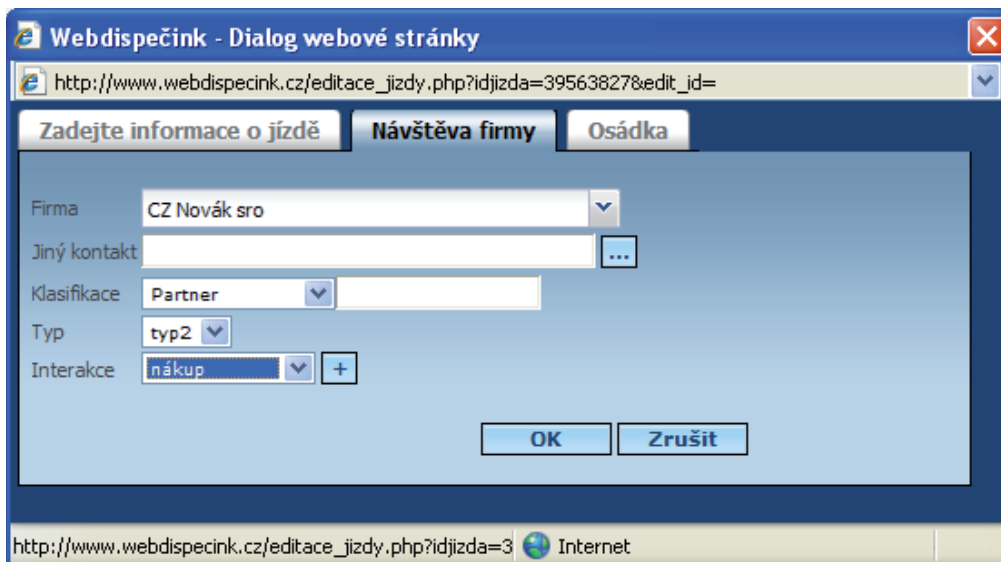 Webdispečink - Dialog webové stránky
http://www.webdispecink.cz/editace_jizdy.php?idjizda=39563827&edit_id=
Zadejte informace o jízdě Návštěva firmy Osádka
Firma CZ Novák sro
Jiný kontakt ...
Klasifikace Partner
Typ typ2
Interakce nákup +
OK Zrušit
http://www.webdispecink.cz/editace_jizdy.php?idjizda=3 Internet